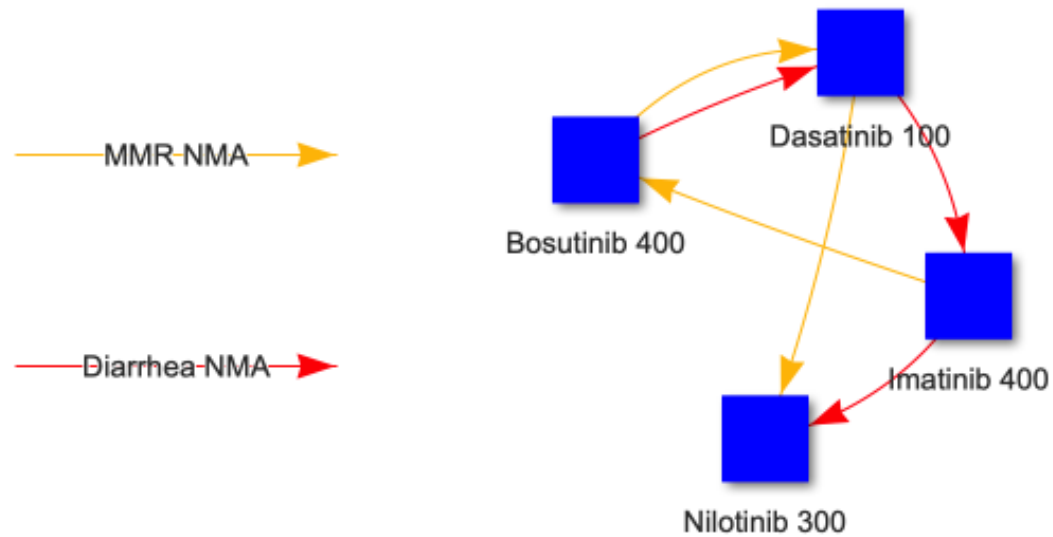 MMR NMA
Diarrhea NMA
Dasatinib 100
Bosutinib 400
Imatinib 400
Nilotinib 300